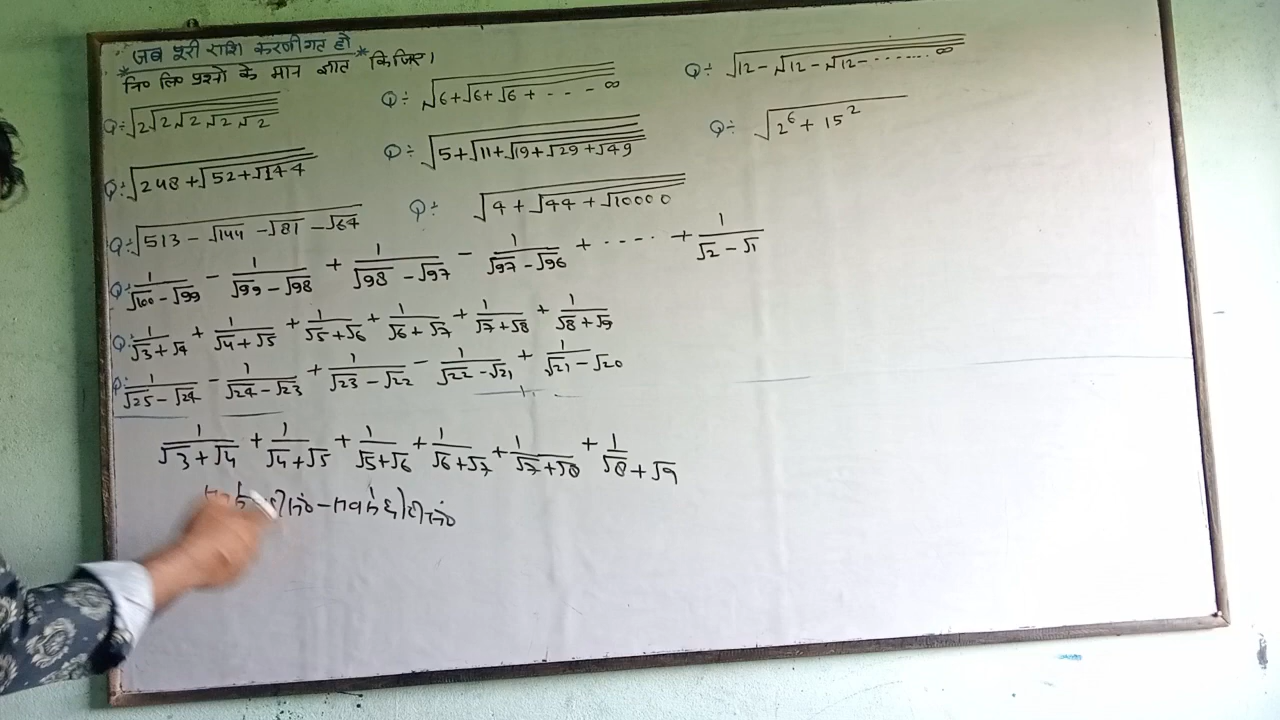 जब पूरी राशि करणीगत हो
* नि० लि० प्रश्नो के मान ज्ञात * किजिए।
Q÷ √2√2√2√2√2
Q÷ √248+√52+√144
Q÷ √513-√144-√81-√64
Q÷ √6+√6+√6+---∞
Q÷ √5+√11+√19+√29+√49
Q÷ √4+√44+√10000
Q÷ √12-√12-√12-........∞
Q÷ √2⁶+15²
Q÷ 1/(√100-√99) - 1/(√99-√98) + 1/(√98-√97) - 1/(√97-√96) + ..... + 1/(√2-√1)
Q÷ 1/(√3+√4) + 1/(√4+√5) + 1/(√5+√6) + 1/(√6+√7) + 1/(√7+√8) + 1/(√8+√9)
Q÷ 1/(√25-√24) - 1/(√24-√23) + 1/(√23-√22) - 1/(√22-√21) + 1/(√21-√20)
1/(√3+√4) + 1/(√4+√5) + 1/(√5+√6) + 1/(√6+√7) + 1/(√7+√8) + 1/(√8+√9)